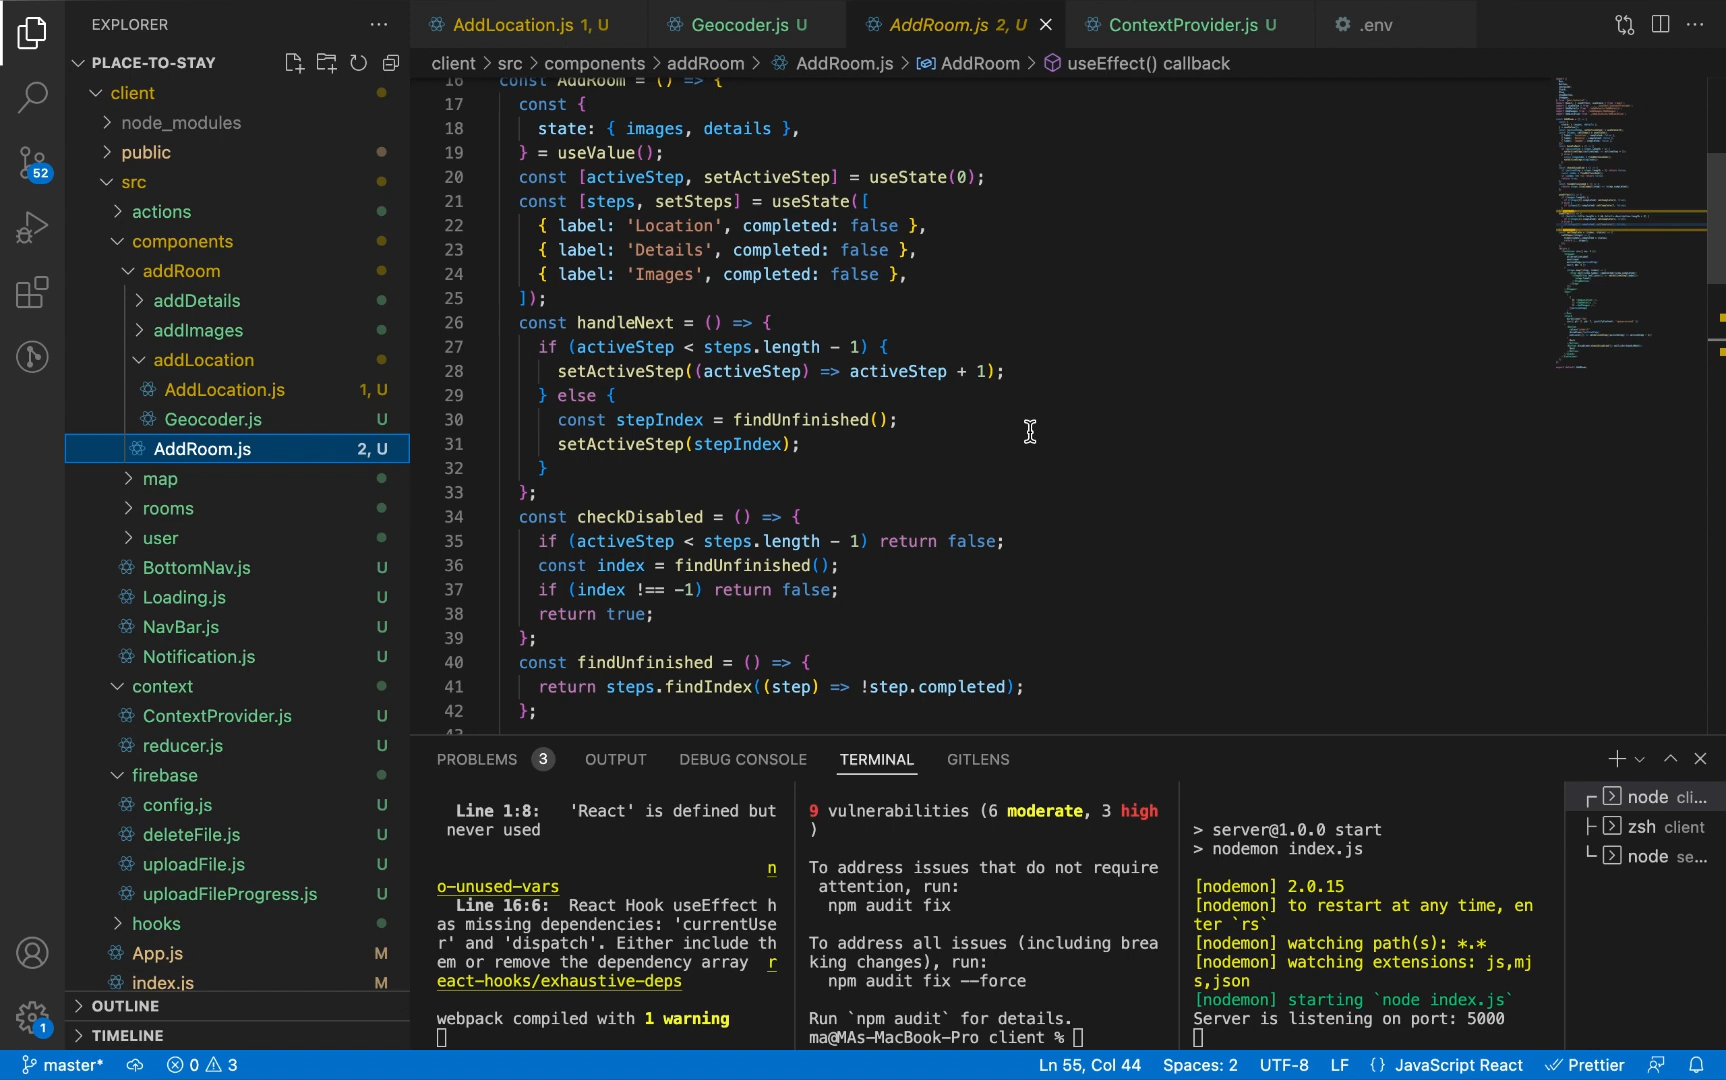 EXPLORER
PLACE-TO-STAY
client
node_modules
public
52
src
actions
components
addRoom
addDetails
addImages
addLocation
AddLocation.js 1, U
Geocoder.js U
AddRoom.js 2, U
map
rooms
user
BottomNav.js U
Loading.js U
NavBar.js U
Notification.js U
context
ContextProvider.js U
reducer.js U
firebase
config.js U
deleteFile.js U
uploadFile.js U
uploadFileProgress.js U
hooks
App.js M
index.js M
OUTLINE
1
TIMELINE
AddLocation.js 1, U
Geocoder.js U
AddRoom.js 2, U
ContextProvider.js U
.env
client > src > components > addRoom > AddRoom.js > AddRoom > useEffect() callback
16 const AddRoom = () => {
17 const {
18 state: { images, details },
19 } = useValue();
20 const [activeStep, setActiveStep] = useState(0);
21 const [steps, setSteps] = useState([
22 { label: 'Location', completed: false },
23 { label: 'Details', completed: false },
24 { label: 'Images', completed: false },
25 ]);
26 const handleNext = () => {
27 if (activeStep < steps.length - 1) {
28 setActiveStep((activeStep) => activeStep + 1);
29 } else {
30 const stepIndex = findUnfinished();
31 setActiveStep(stepIndex);
32 }
33 };
34 const checkDisabled = () => {
35 if (activeStep < steps.length - 1) return false;
36 const index = findUnfinished();
37 if (index !== -1) return false;
38 return true;
39 };
40 const findUnfinished = () => {
41 return steps.findIndex((step) => !step.completed);
42 };
43
PROBLEMS 3 OUTPUT DEBUG CONSOLE TERMINAL GITLENS
Line 1:8: 'React' is defined but
never used
n
o-unused-vars
Line 16:6: React Hook useEffect h
as missing dependencies: 'currentUse
r' and 'dispatch'. Either include th
em or remove the dependency array r
eact-hooks/exhaustive-deps
webpack compiled with 1 warning
9 vulnerabilities (6 moderate, 3 high
)
To address issues that do not require
attention, run:
npm audit fix
To address all issues (including brea
king changes), run:
npm audit fix --force
Run `npm audit` for details.
ma@MAs-MacBook-Pro client %
> server@1.0.0 start
> nodemon index.js
[nodemon] 2.0.15
[nodemon] to restart at any time, en
ter `rs`
[nodemon] watching path(s): *.*
[nodemon] watching extensions: js,mj
s,json
[nodemon] starting `node index.js`
Server is listening on port: 5000
node cli...
zsh client
node se...
master* 0 3 Ln 55, Col 44 Spaces: 2 UTF-8 LF {} JavaScript React Prettier